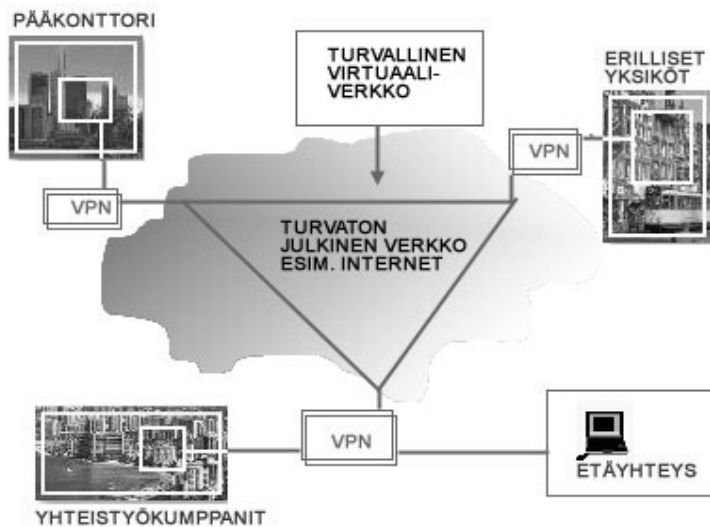 PÄÄKONTTORI
TURVALLINEN
VIRTUAALI-
VERKKO
ERILLISET
YKSIKÖT
VPN
VPN
TURVATON
JULKINEN VERKKO
ESIM. INTERNET
VPN
ETÄYHTEYS
YHTEISTYÖKUMPPANIT